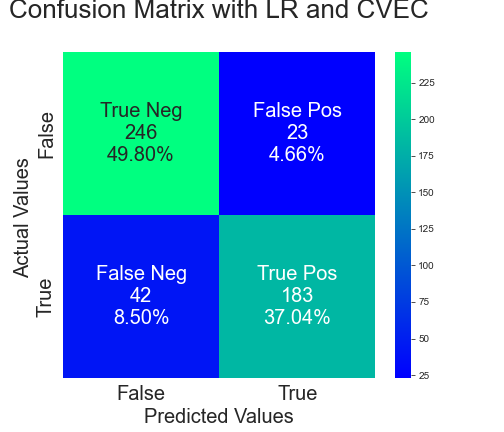 Confusion Matrix with LR and CVEC
True Neg
246
49.80%
False Pos
23
4.66%
False Neg
42
8.50%
True Pos
183
37.04%
False
True
Actual Values
False
True
Predicted Values
225
200
175
150
125
100
75
50
25